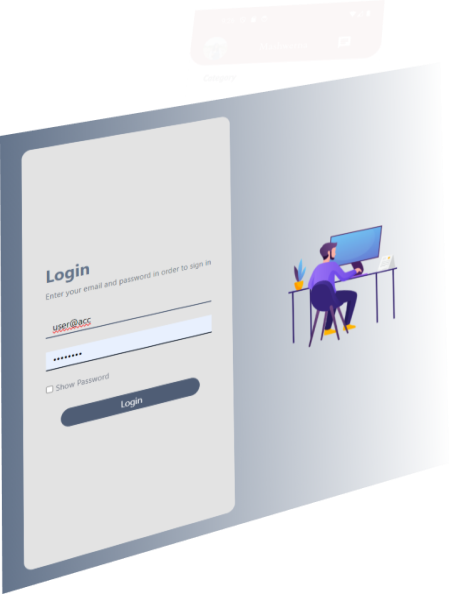 Login
Enter your email and password in order to sign in
user@acc
••••••••
Show Password
Login